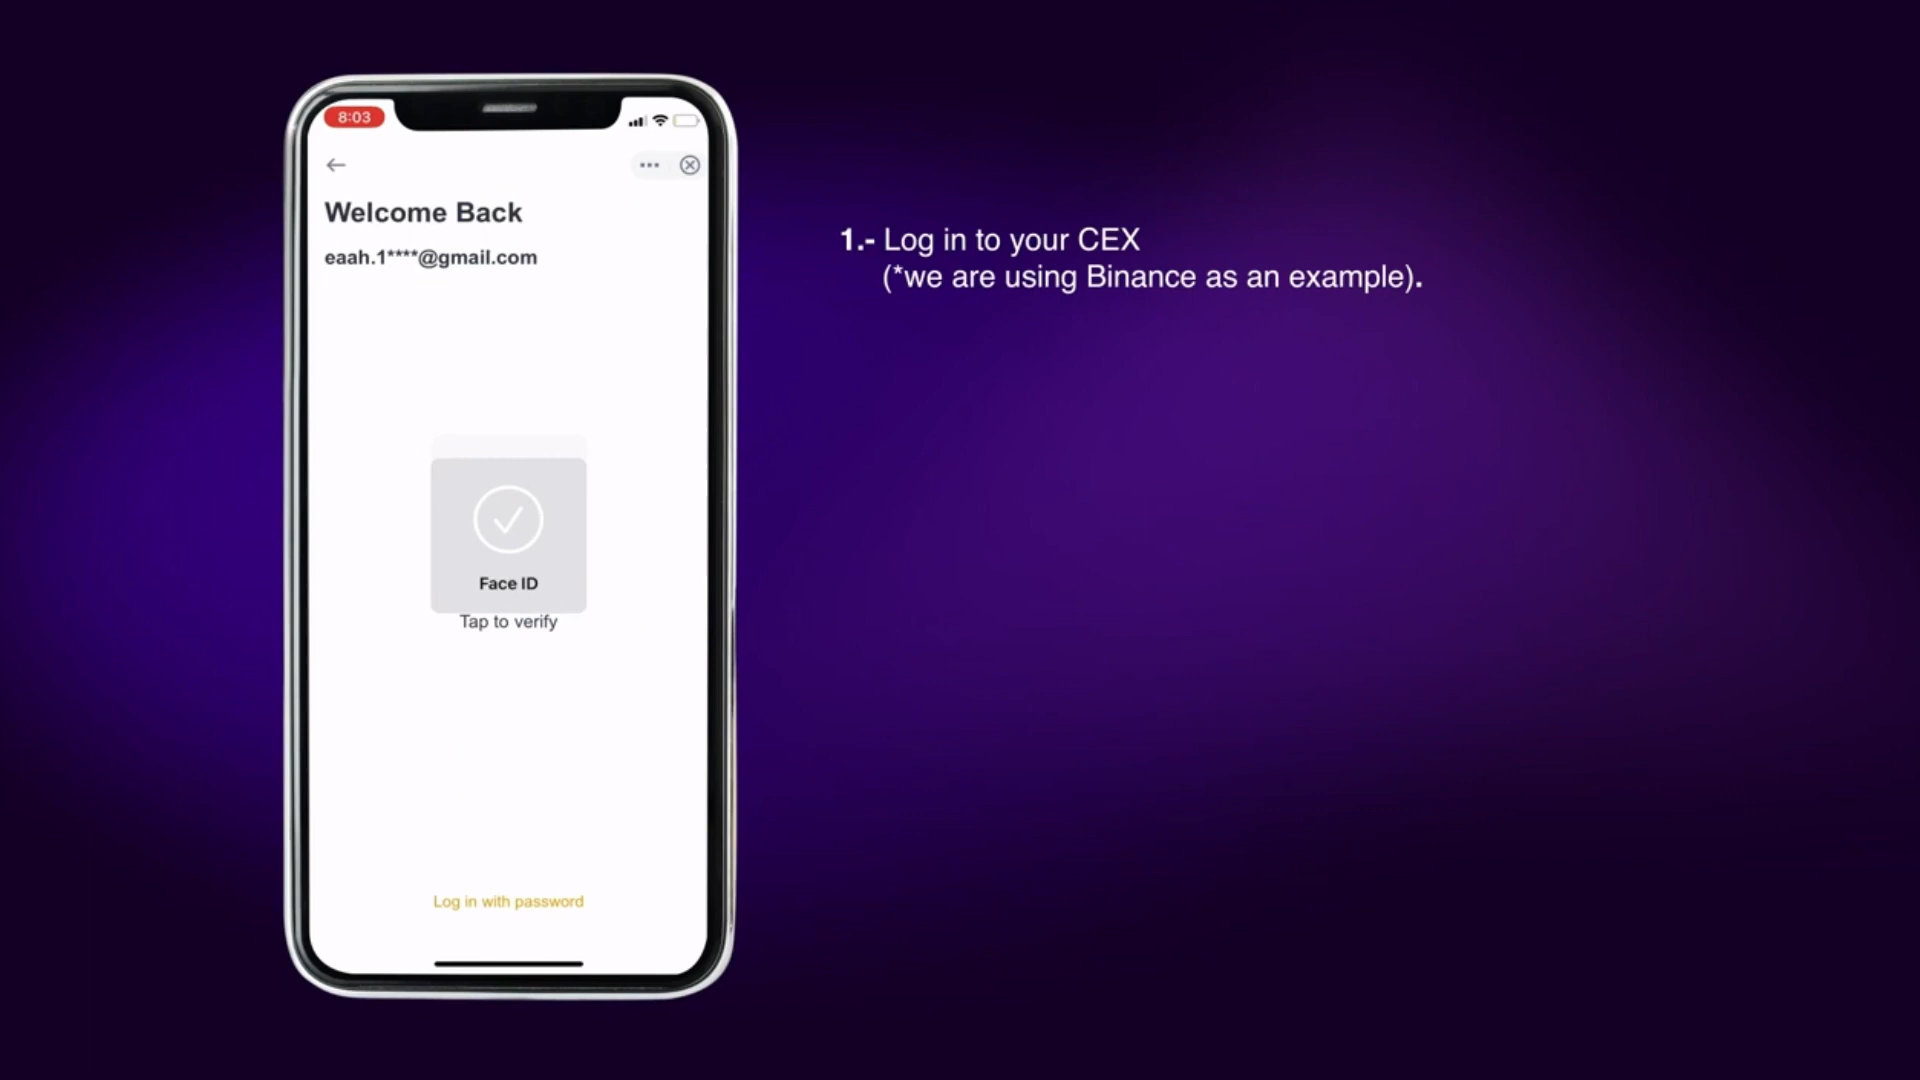 8:03
Welcome Back
eaah.1****@gmail.com
Face ID
Tap to verify
Log in with password
1.- Log in to your CEX
(*we are using Binance as an example).